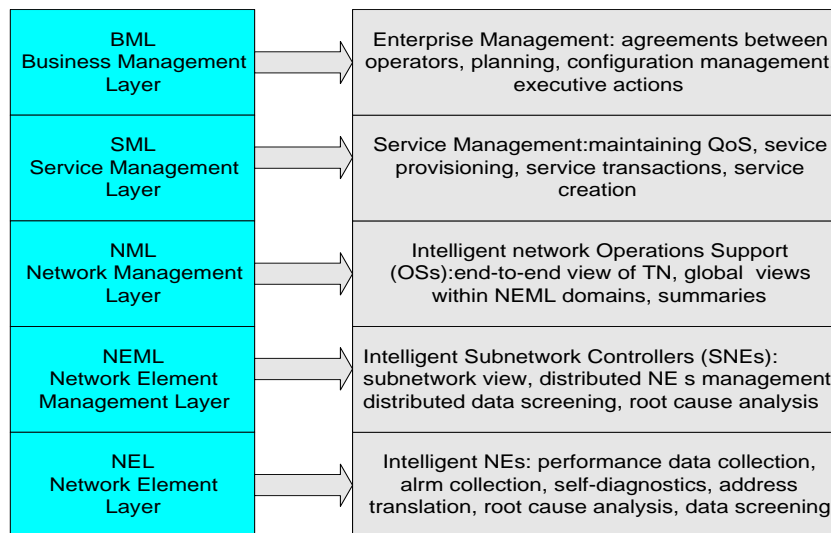 BML
Business Management
Layer
Enterprise Management: agreements between
operators, planning, configuration management
executive actions
SML
Service Management
Layer
Service Management:maintaining QoS, sevice
provisioning, service transactions, service
creation
NML
Network Management
Layer
Intelligent network Operations Support
(OSs):end-to-end view of TN, global views
within NEML domains, summaries
NEML
Network Element
Management Layer
Intelligent Subnetwork Controllers (SNEs):
subnetwork view, distributed NE s management
distributed data screening, root cause analysis
NEL
Network Element
Layer
Intelligent NEs: performance data collection,
alrm collection, self-diagnostics, address
translation, root cause analysis, data screening